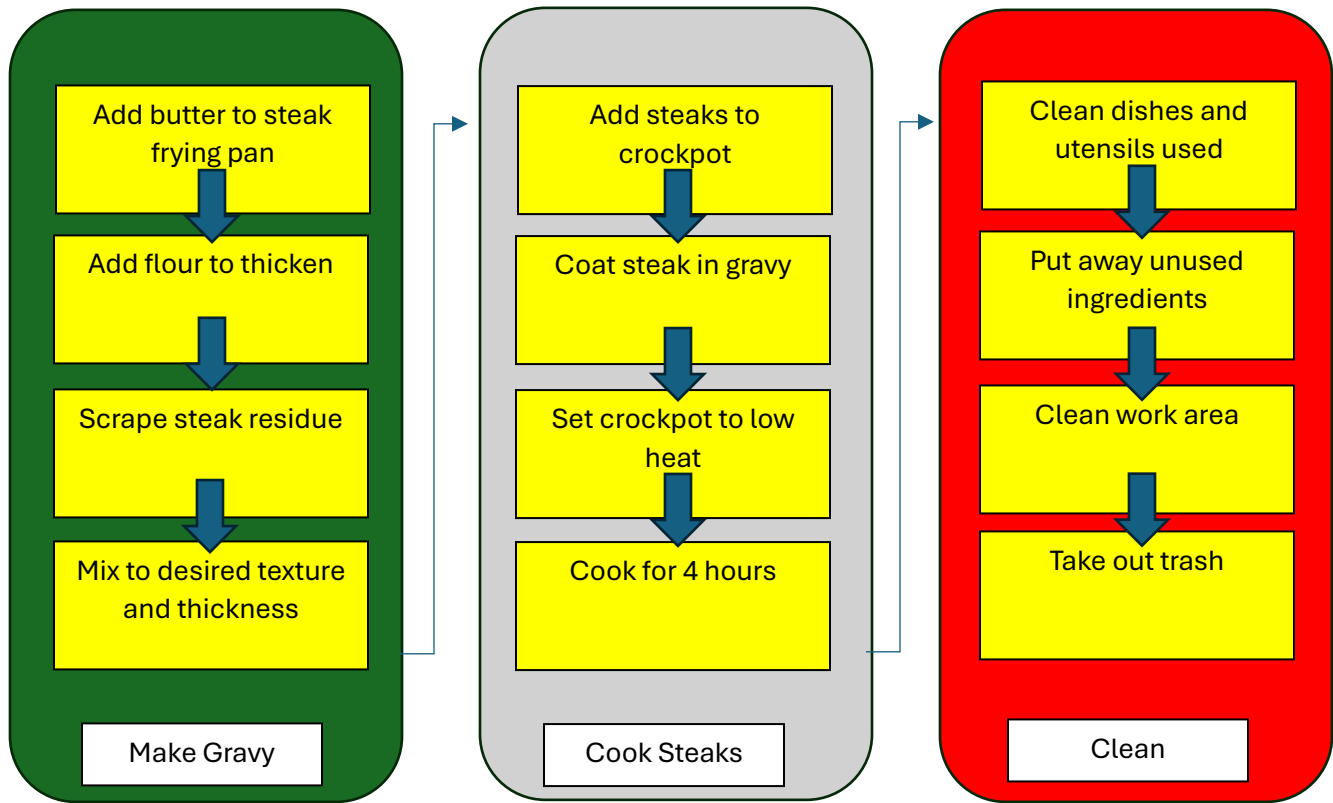 Add butter to steak
frying pan
Add flour to thicken
Scrape steak residue
Mix to desired texture
and thickness
Make Gravy
Add steaks to
crockpot
Coat steak in gravy
Set crockpot to low
heat
Cook for 4 hours
Cook Steaks
Clean dishes and
utensils used
Put away unused
ingredients
Clean work area
Take out trash
Clean